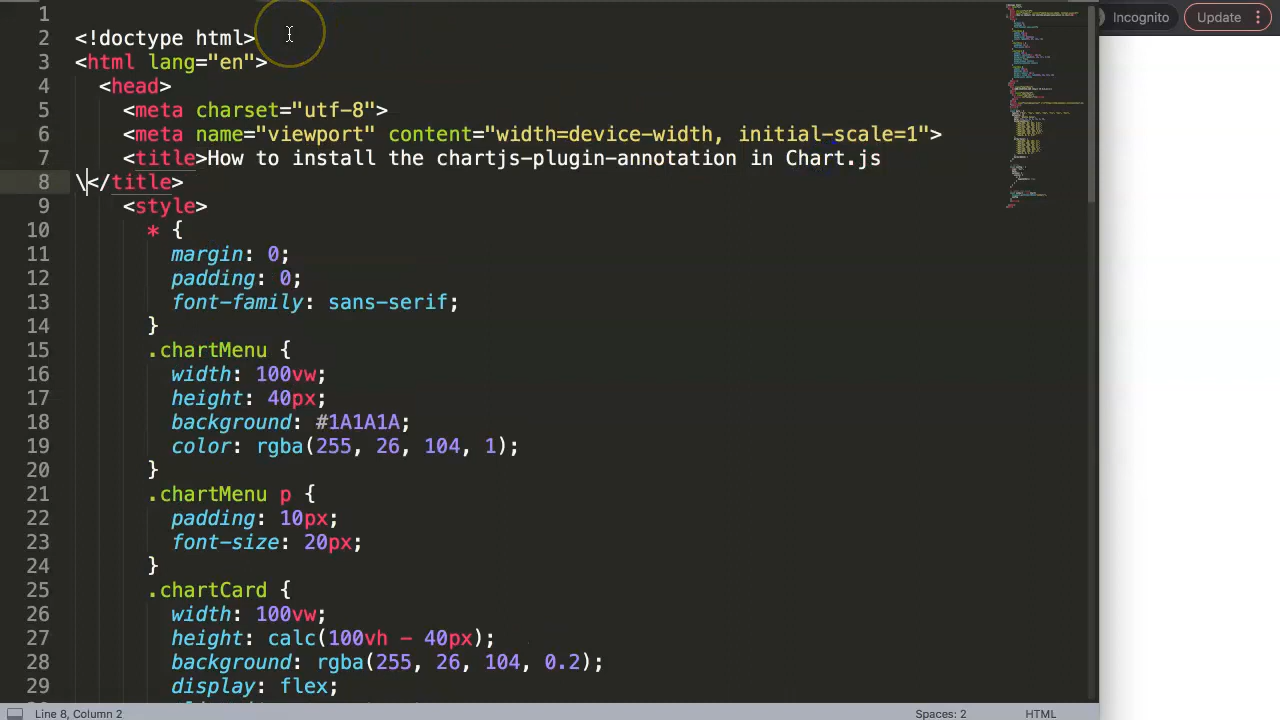 Incognito
Update
1
2 <!doctype html>
3 <html lang="en">
4 <head>
5 <meta charset="utf-8">
6 <meta name="viewport" content="width=device-width, initial-scale=1">
7 <title>How to install the chartjs-plugin-annotation in Chart.js
8 \</title>
9 <style>
10 * {
11 margin: 0;
12 padding: 0;
13 font-family: sans-serif;
14 }
15 .chartMenu {
16 width: 100vw;
17 height: 40px;
18 background: #1A1A1A;
19 color: rgba(255, 26, 104, 1);
20 }
21 .chartMenu p {
22 padding: 10px;
23 font-size: 20px;
24 }
25 .chartCard {
26 width: 100vw;
27 height: calc(100vh - 40px);
28 background: rgba(255, 26, 104, 0.2);
29 display: flex;
Line 8, Column 2
Spaces: 2
HTML